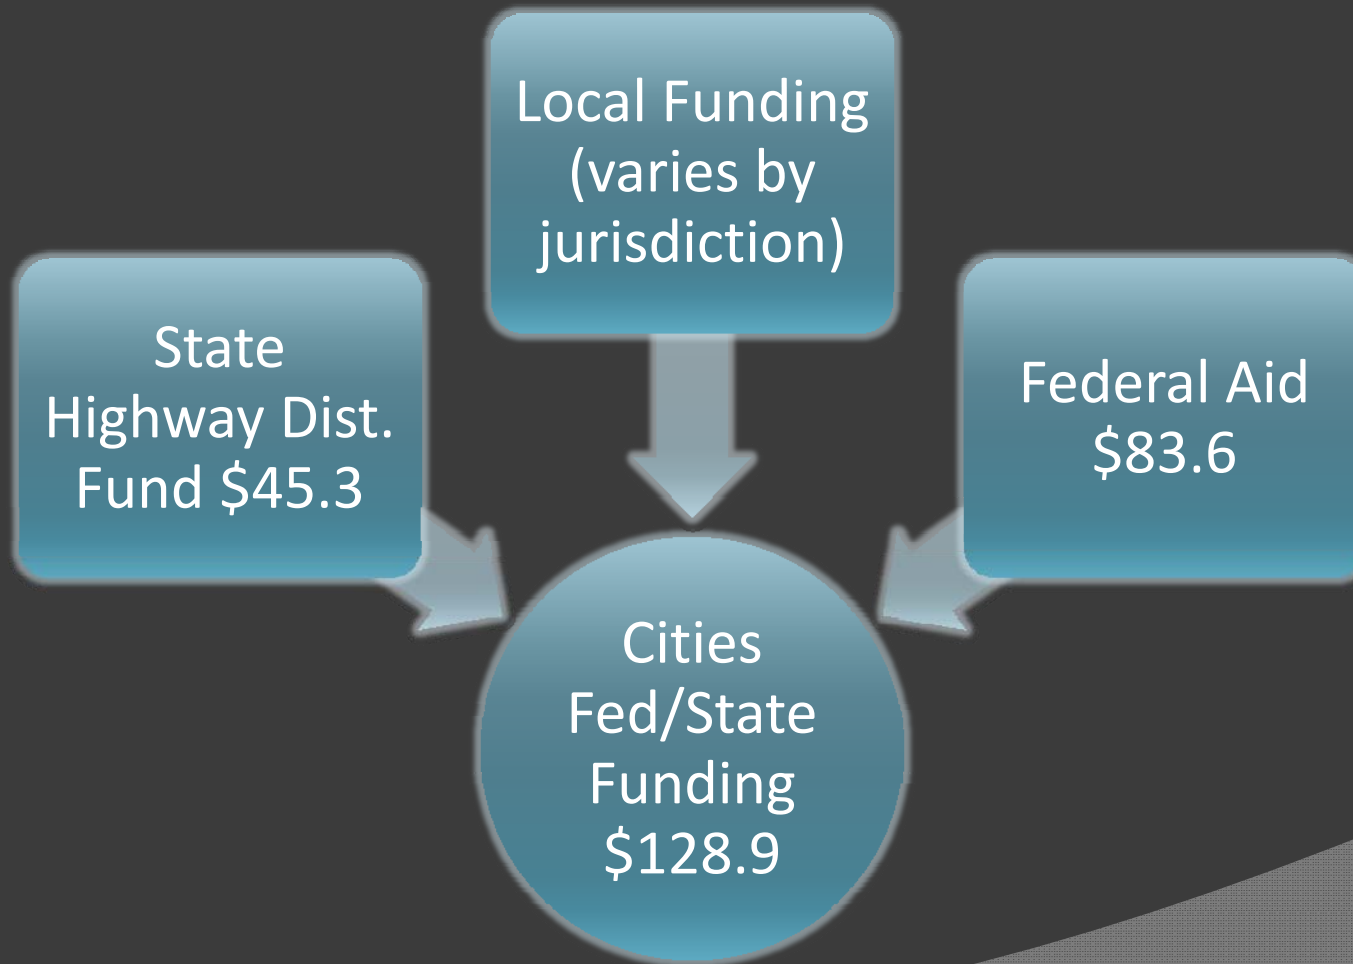 Local Funding
(varies by
jurisdiction)
State
Highway Dist.
Fund $45.3
Federal Aid
$83.6
Cities
Fed/State
Funding
$128.9